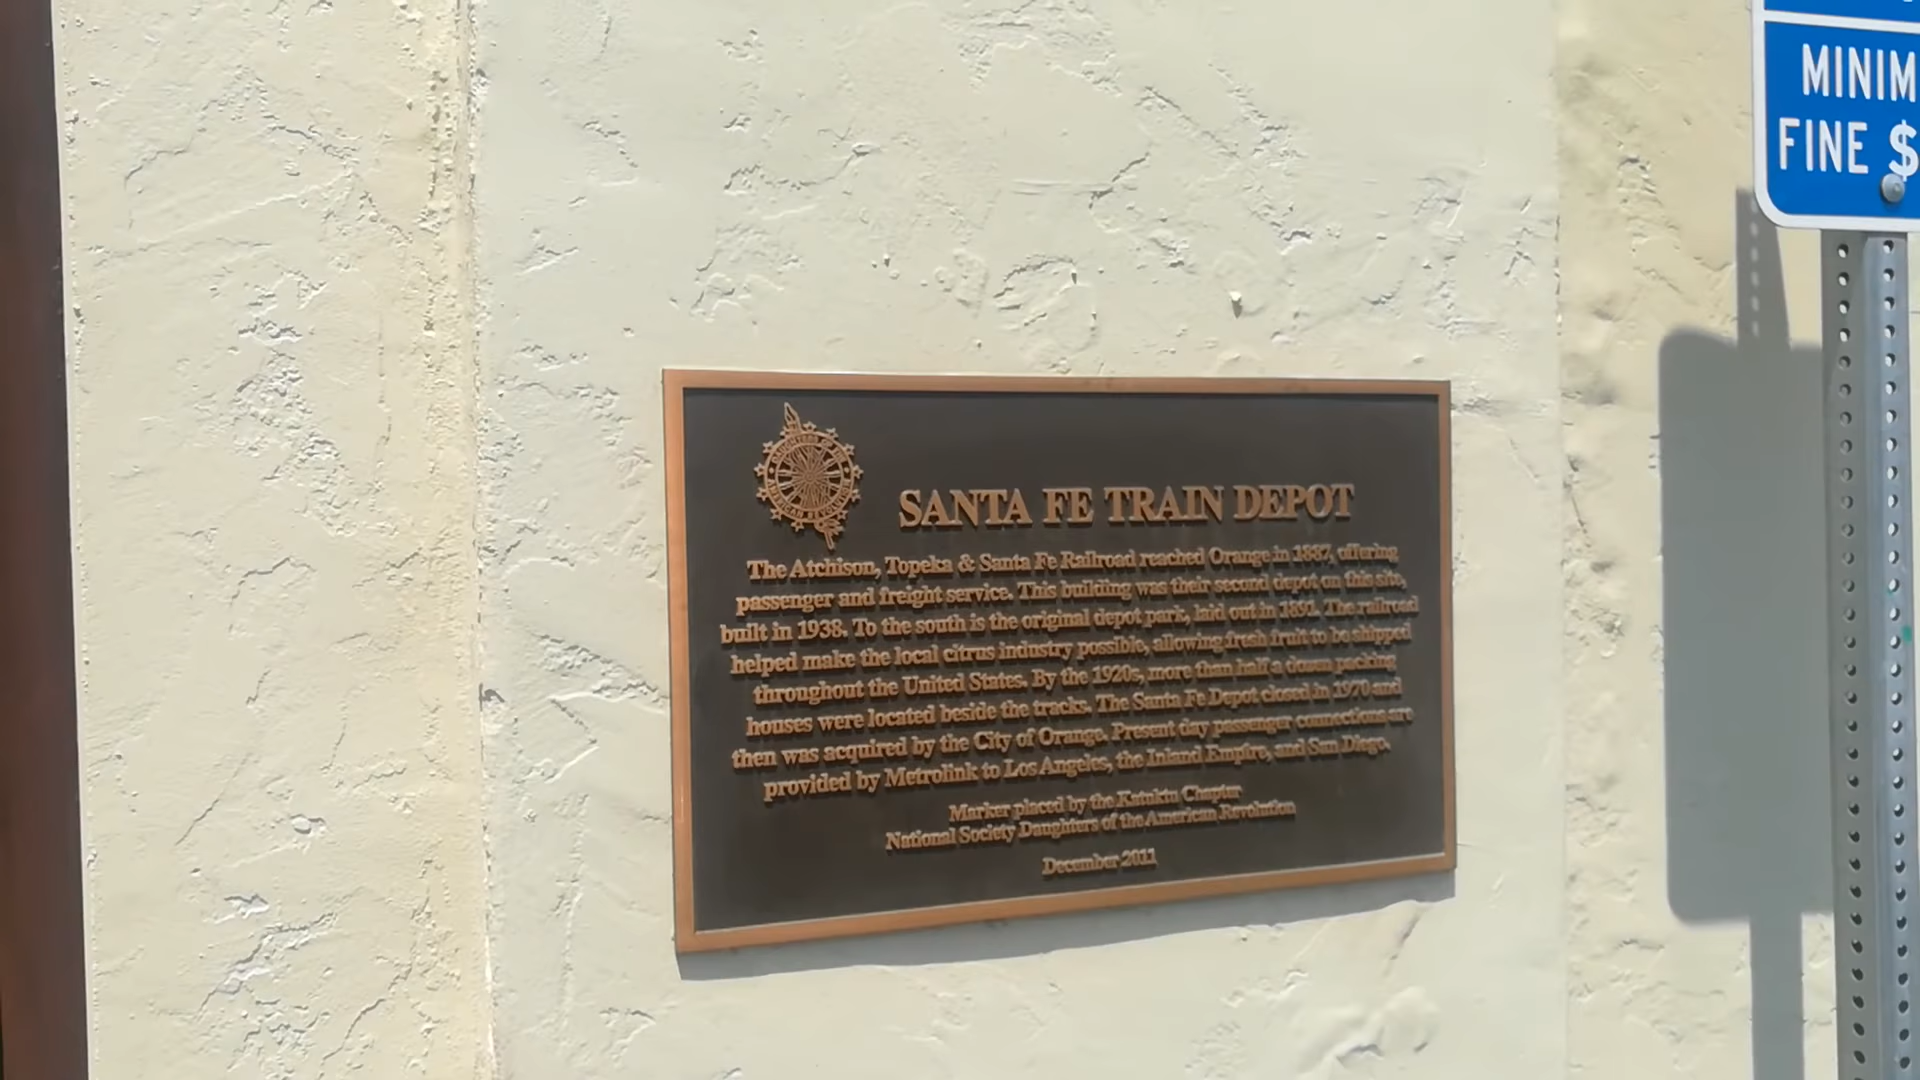 MINIM
FINE $
DAUGHTERS OF THE
AMERICAN REVOLUTION
SANTA FE TRAIN DEPOT
The Atchison, Topeka & Santa Fe Railroad reached Orange in 1887, offering
passenger and freight service. This building was their second depot on this site,
built in 1938. To the south is the original depot park, laid out in 1891. The railroad
helped make the local citrus industry possible, allowing fresh fruit to be shipped
throughout the United States. By the 1920s, more than half a dozen packing
houses were located beside the tracks. The Santa Fe Depot closed in 1970 and
then was acquired by the City of Orange. Present day passenger connections are
provided by Metrolink to Los Angeles, the Inland Empire, and San Diego.
Marker placed by the Katuktu Chapter
National Society Daughters of the American Revolution
December 2011